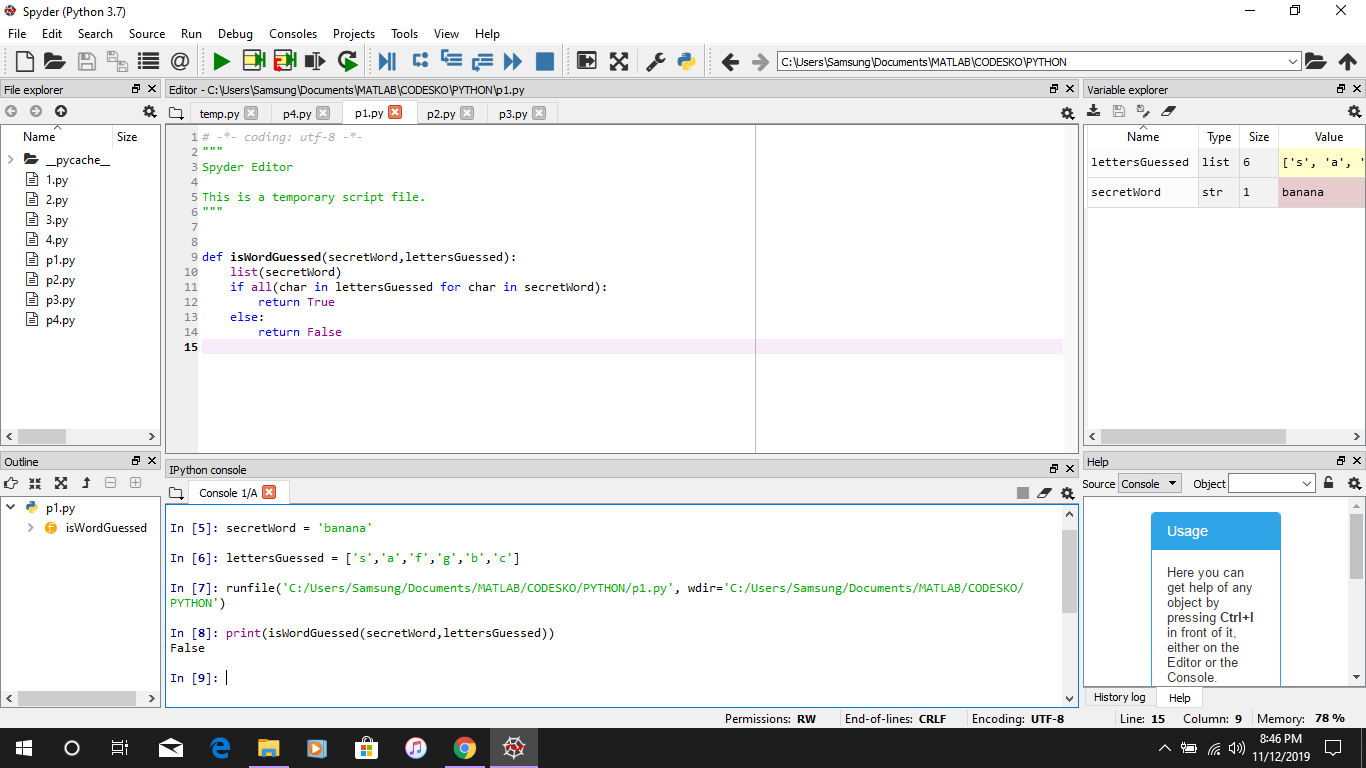 Spyder (Python 3.7)
File Edit Search Source Run Debug Consoles Projects Tools View Help
C:\Users\Samsung\Documents\MATLAB\CODESKO\PYTHON
File explorer
Name Size
__pycache__
1.py
2.py
3.py
4.py
p1.py
p2.py
p3.py
p4.py
Outline
p1.py
isWordGuessed
Editor - C:\Users\Samsung\Documents\MATLAB\CODESKO\PYTHON\p1.py
temp.py p4.py p1.py p2.py p3.py
1 # -*- coding: utf-8 -*-
2 """
3 Spyder Editor
4
5 This is a temporary script file.
6 """
7
8
9 def isWordGuessed(secretWord,lettersGuessed):
10     list(secretWord)
11     if all(char in lettersGuessed for char in secretWord):
12         return True
13     else:
14         return False
15
IPython console
Console 1/A
In [5]: secretWord = 'banana'
In [6]: lettersGuessed = ['s','a','f','g','b','c']
In [7]: runfile('C:/Users/Samsung/Documents/MATLAB/CODESKO/PYTHON/p1.py', wdir='C:/Users/Samsung/Documents/MATLAB/CODESKO/
PYTHON')
In [8]: print(isWordGuessed(secretWord,lettersGuessed))
False
In [9]:
Variable explorer
Name Type Size Value
lettersGuessed list 6 ['s', 'a', '
secretWord str 1 banana
Help
Source Console Object
Usage
Here you can
get help of any
object by
pressing Ctrl+I
in front of it,
either on the
Editor or the
Console.
History log Help
Permissions: RW End-of-lines: CRLF Encoding: UTF-8 Line: 15 Column: 9 Memory: 78 %
8:46 PM
11/12/2019